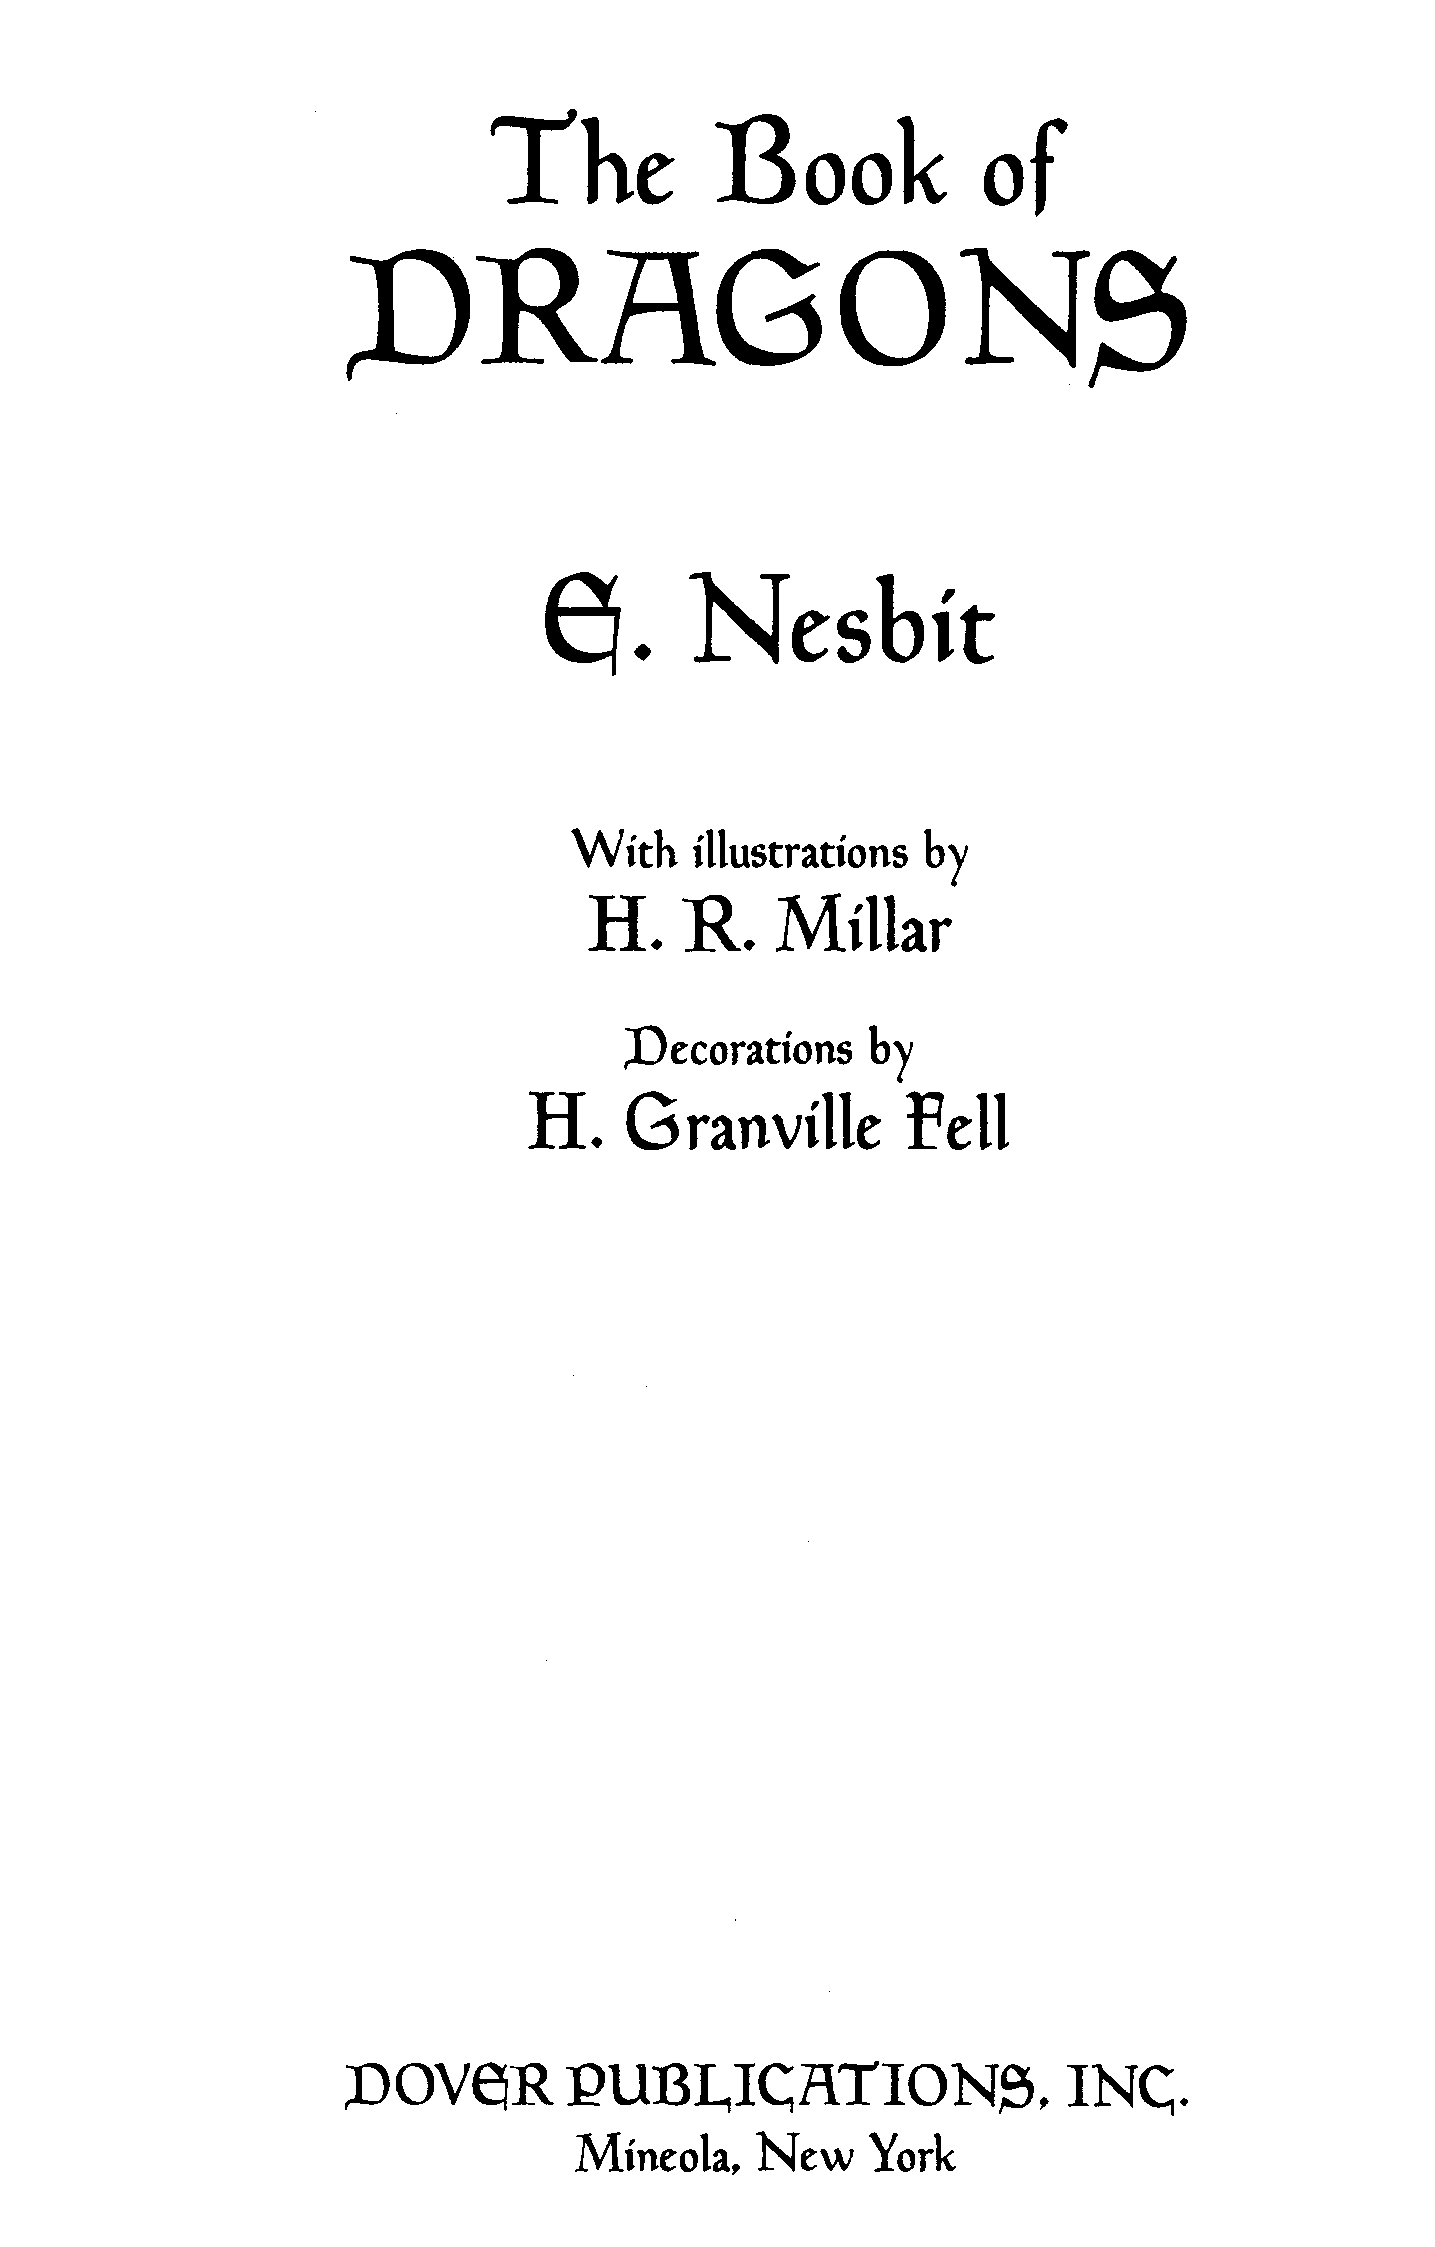 The Book of
DRAGONS
E. Nesbit
With illustrations by
H. R. Millar
Decorations by
H. Granville Fell
DOVER PUBLICATIONS, INC.
Mineola, New York